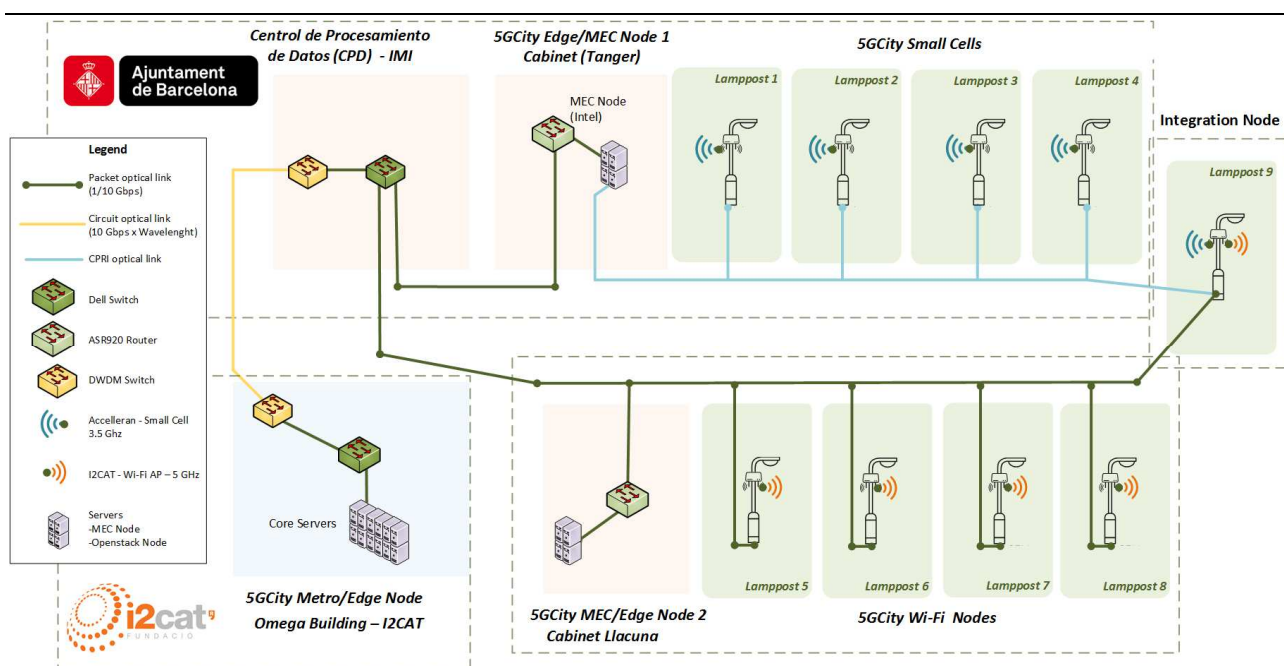 Central de Procesamiento
de Datos (CPD) - IMI
5GCity Edge/MEC Node 1
Cabinet (Tanger)
5GCity Small Cells
Ajuntament
de Barcelona
MEC Node
(Intel)
Lamppost 1
Lamppost 2
Lamppost 3
Lamppost 4
Integration Node
Lamppost 9
Legend
Packet optical link
(1/10 Gbps)
Circuit optical link
(10 Gbps x Wavelenght)
CPRI optical link
Dell Switch
ASR920 Router
DWDM Switch
Accelleran - Small Cell
3.5 Ghz
I2CAT - Wi-Fi AP – 5 GHz
Servers
-MEC Node
-Openstack Node
Core Servers
Lamppost 5
Lamppost 6
Lamppost 7
Lamppost 8
5GCity Metro/Edge Node
Omega Building – I2CAT
5GCity MEC/Edge Node 2
Cabinet Llacuna
5GCity Wi-Fi Nodes
i2cat
FUNDACIÓ